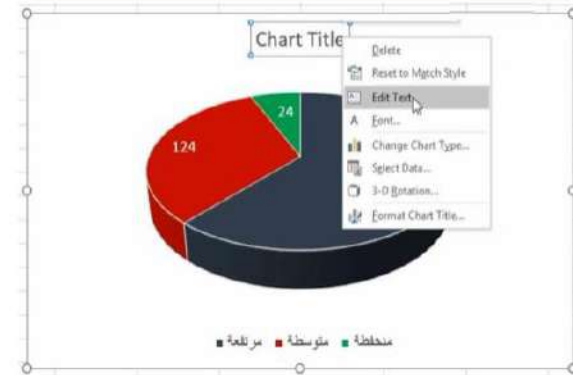 Chart Title
Delete
Reset to Match Style
Edit Text
Font...
Change Chart Type...
Select Data...
3-D Rotation...
Format Chart Title...
24
124
مرتفعة متوسطة منخفظة